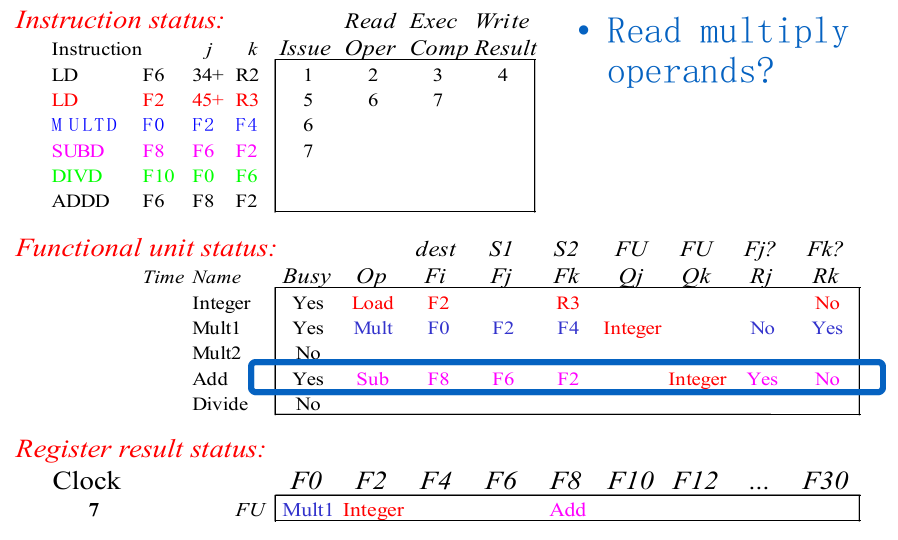 Instruction status: Read Exec Write
Instruction j k Issue Oper Comp Result
LD F6 34+ R2 1 2 3 4
LD F2 45+ R3 5 6 7
MULTD F0 F2 F4 6
SUBD F8 F6 F2 7
DIVD F10 F0 F6
ADDD F6 F8 F2
• Read multiply
operands?
Functional unit status: dest S1 S2 FU FU Fj? Fk?
Time Name Busy Op Fi Fj Fk Qj Qk Rj Rk
Integer Yes Load F2 R3 No
Mult1 Yes Mult F0 F2 F4 Integer No Yes
Mult2 No
Add Yes Sub F8 F6 F2 Integer Yes No
Divide No
Register result status:
Clock F0 F2 F4 F6 F8 F10 F12 ... F30
7 FU Mult1 Integer Add